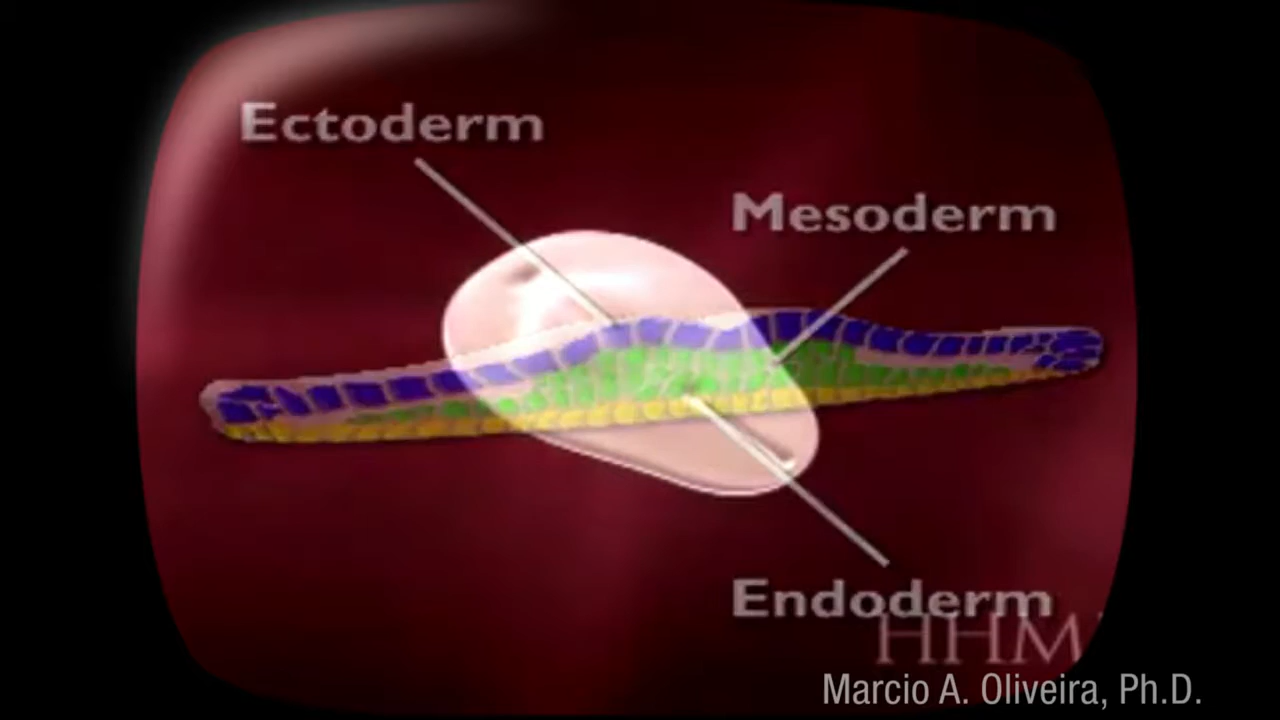 Ectoderm
Mesoderm
Endoderm
HHM
Marcio A. Oliveira, Ph.D.